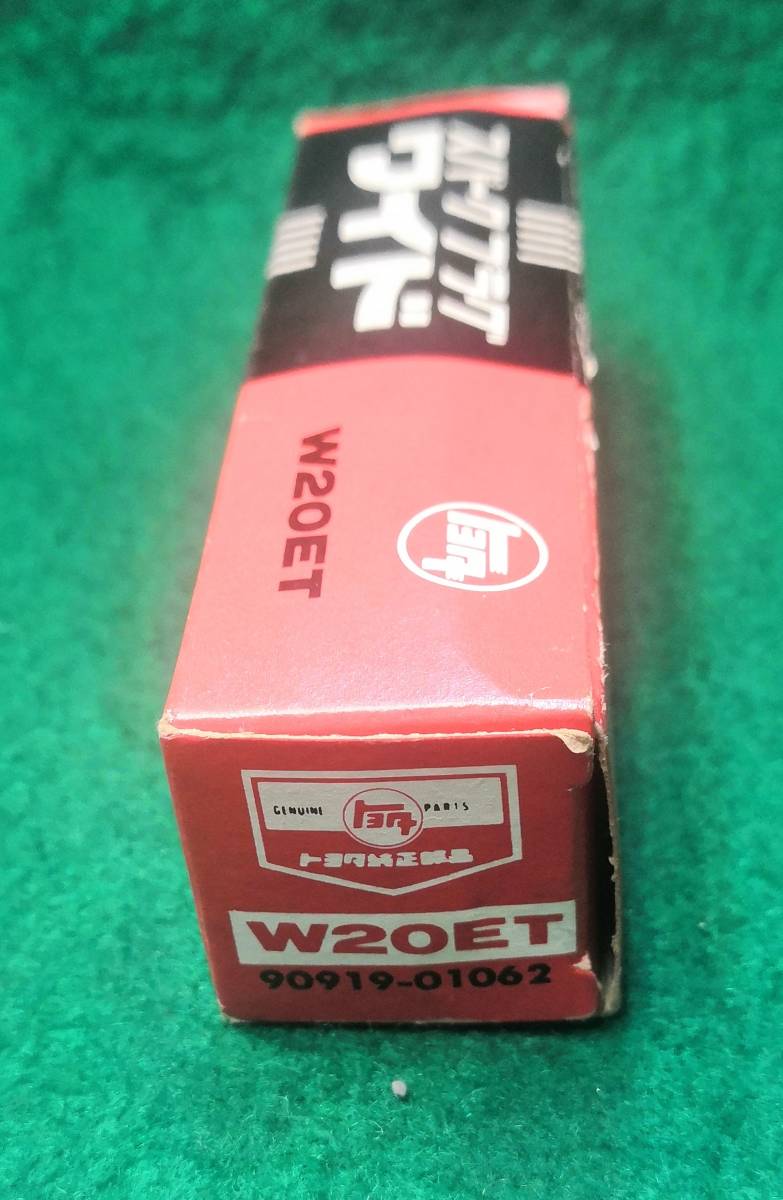 スパークプラグ
ワイド
トヨタ
W20ET
GENUINE トヨタ PARTS
トヨタ純正部品
W20ET
90919-01062